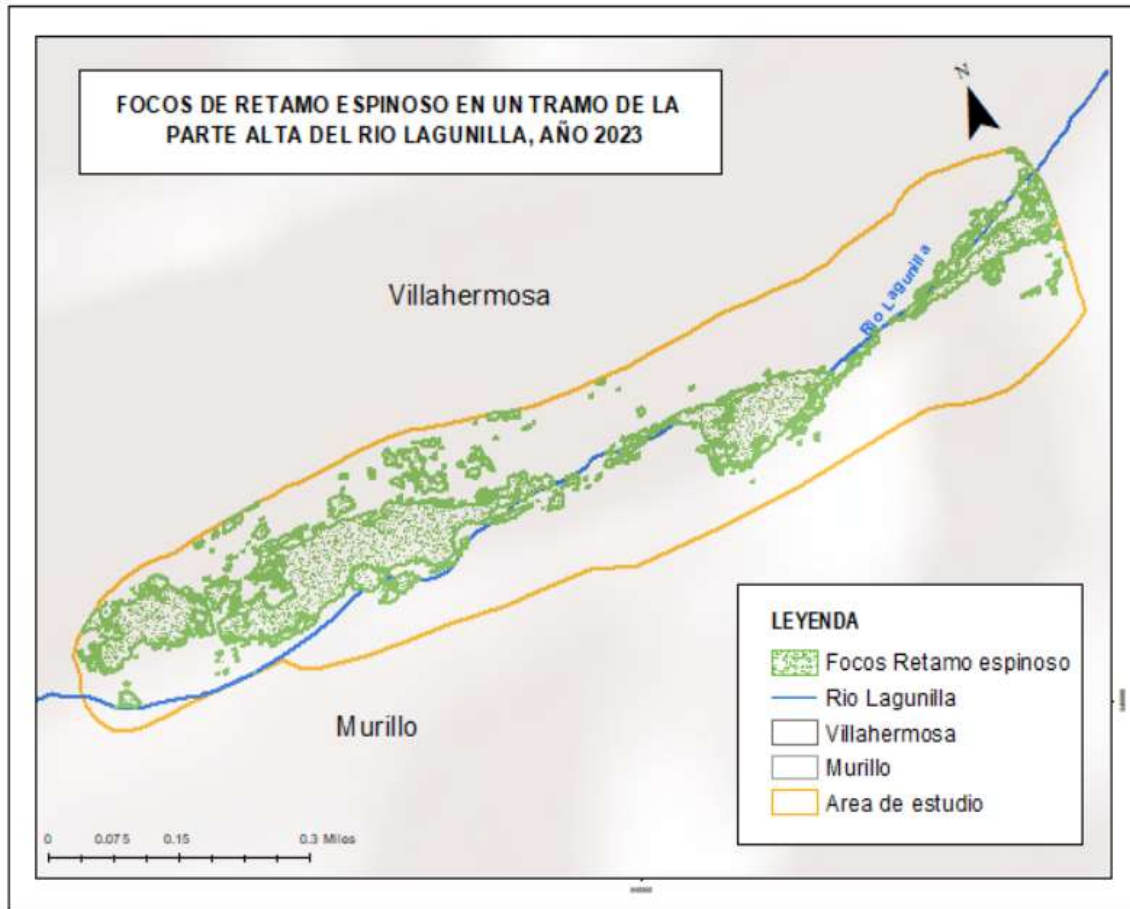 FOCOS DE RETAMO ESPINOSO EN UN TRAMO DE LA
PARTE ALTA DEL RIO LAGUNILLA, AÑO 2023
N
Villahermosa
Rio Lagunilla
Murillo
LEYENDA
Focos Retamo espinoso
Rio Lagunilla
Villahermosa
Murillo
Area de estudio
0 0.075 0.15 0.3 Miles